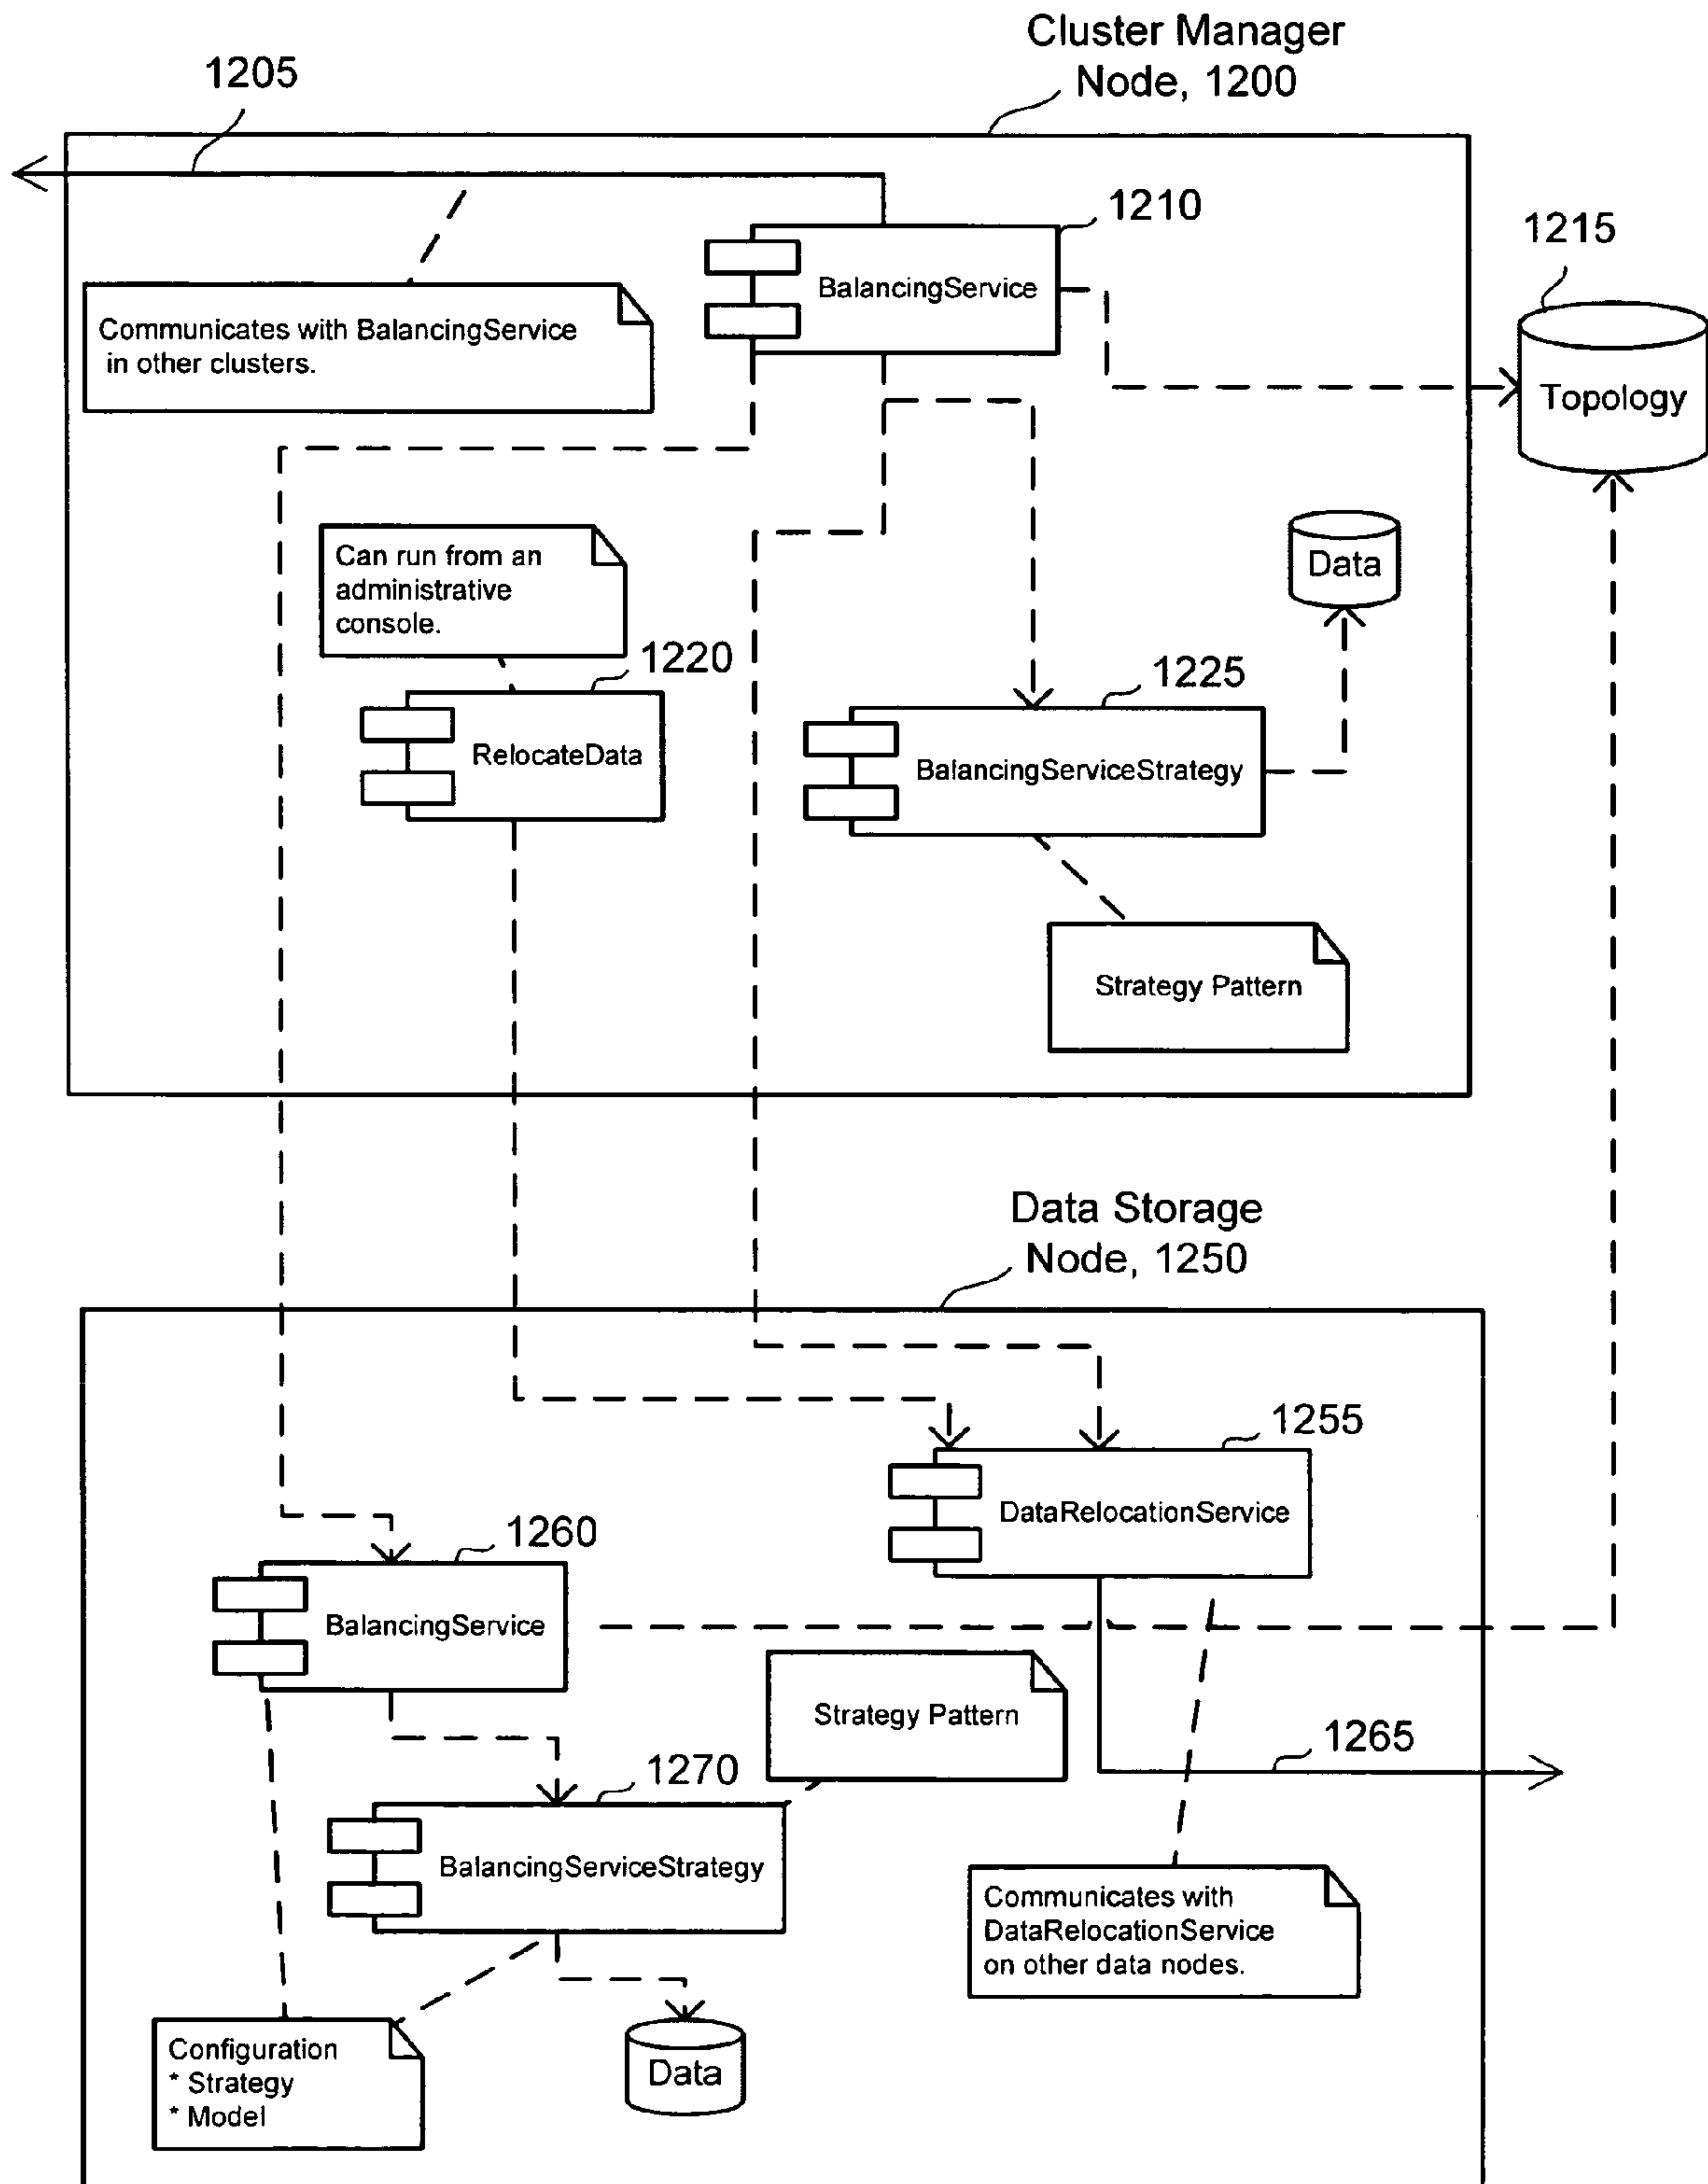 Cluster Manager
Node, 1200
1205
1210
1215
BalancingService
Communicates with BalancingService
in other clusters.
Topology
Can run from an
administrative
console.
Data
1220
1225
RelocateData
BalancingServiceStrategy
Strategy Pattern
Data Storage
Node, 1250
1255
DataRelocationService
1260
BalancingService
Strategy Pattern
1265
1270
BalancingServiceStrategy
Communicates with
DataRelocationService
on other data nodes.
Configuration
* Strategy
* Model
Data